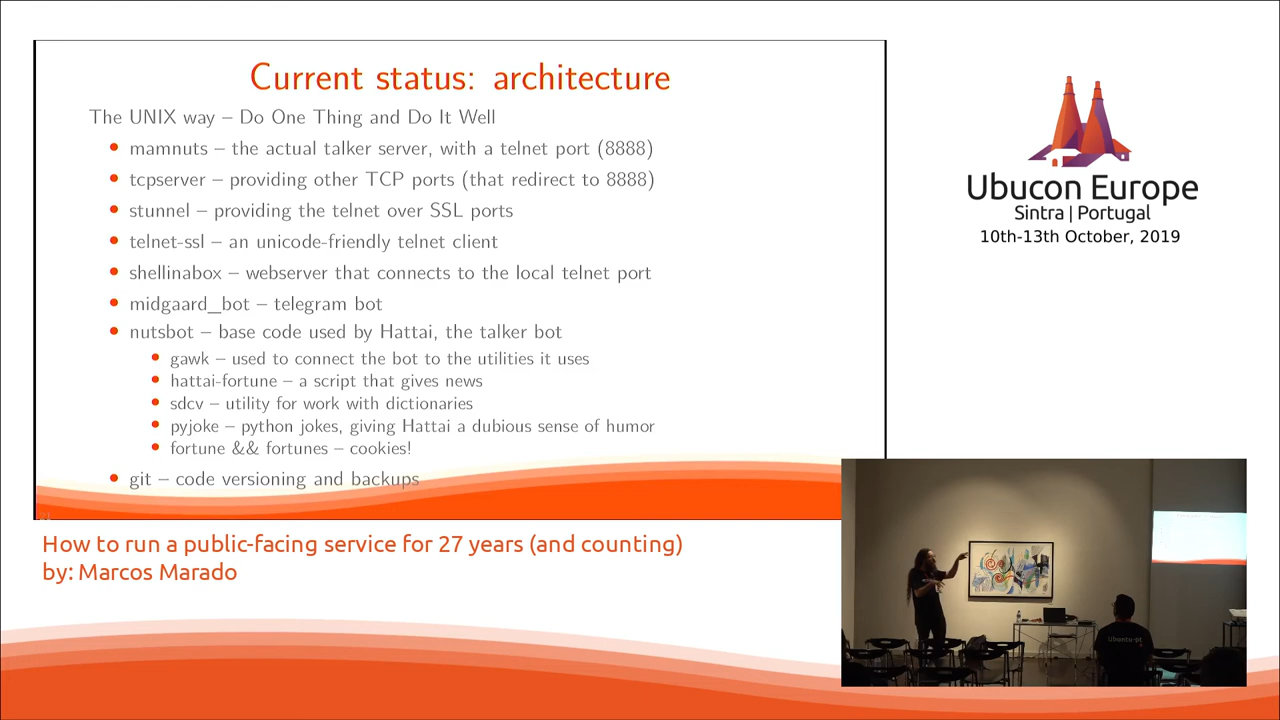 Current status: architecture
The UNIX way – Do One Thing and Do It Well
mamnuts – the actual talker server, with a telnet port (8888)
tcpserver – providing other TCP ports (that redirect to 8888)
stunnel – providing the telnet over SSL ports
telnet-ssl – an unicode-friendly telnet client
shellinabox – webserver that connects to the local telnet port
midgaard_bot – telegram bot
nutsbot – base code used by Hattai, the talker bot
gawk – used to connect the bot to the utilities it uses
hattai-fortune – a script that gives news
sdcv – utility for work with dictionaries
pyjoke – python jokes, giving Hattai a dubious sense of humor
fortune && fortunes – cookies!
git – code versioning and backups
How to run a public-facing service for 27 years (and counting)
by: Marcos Marado
Ubucon Europe
Sintra | Portugal
10th-13th October, 2019
Ubuntu-pt